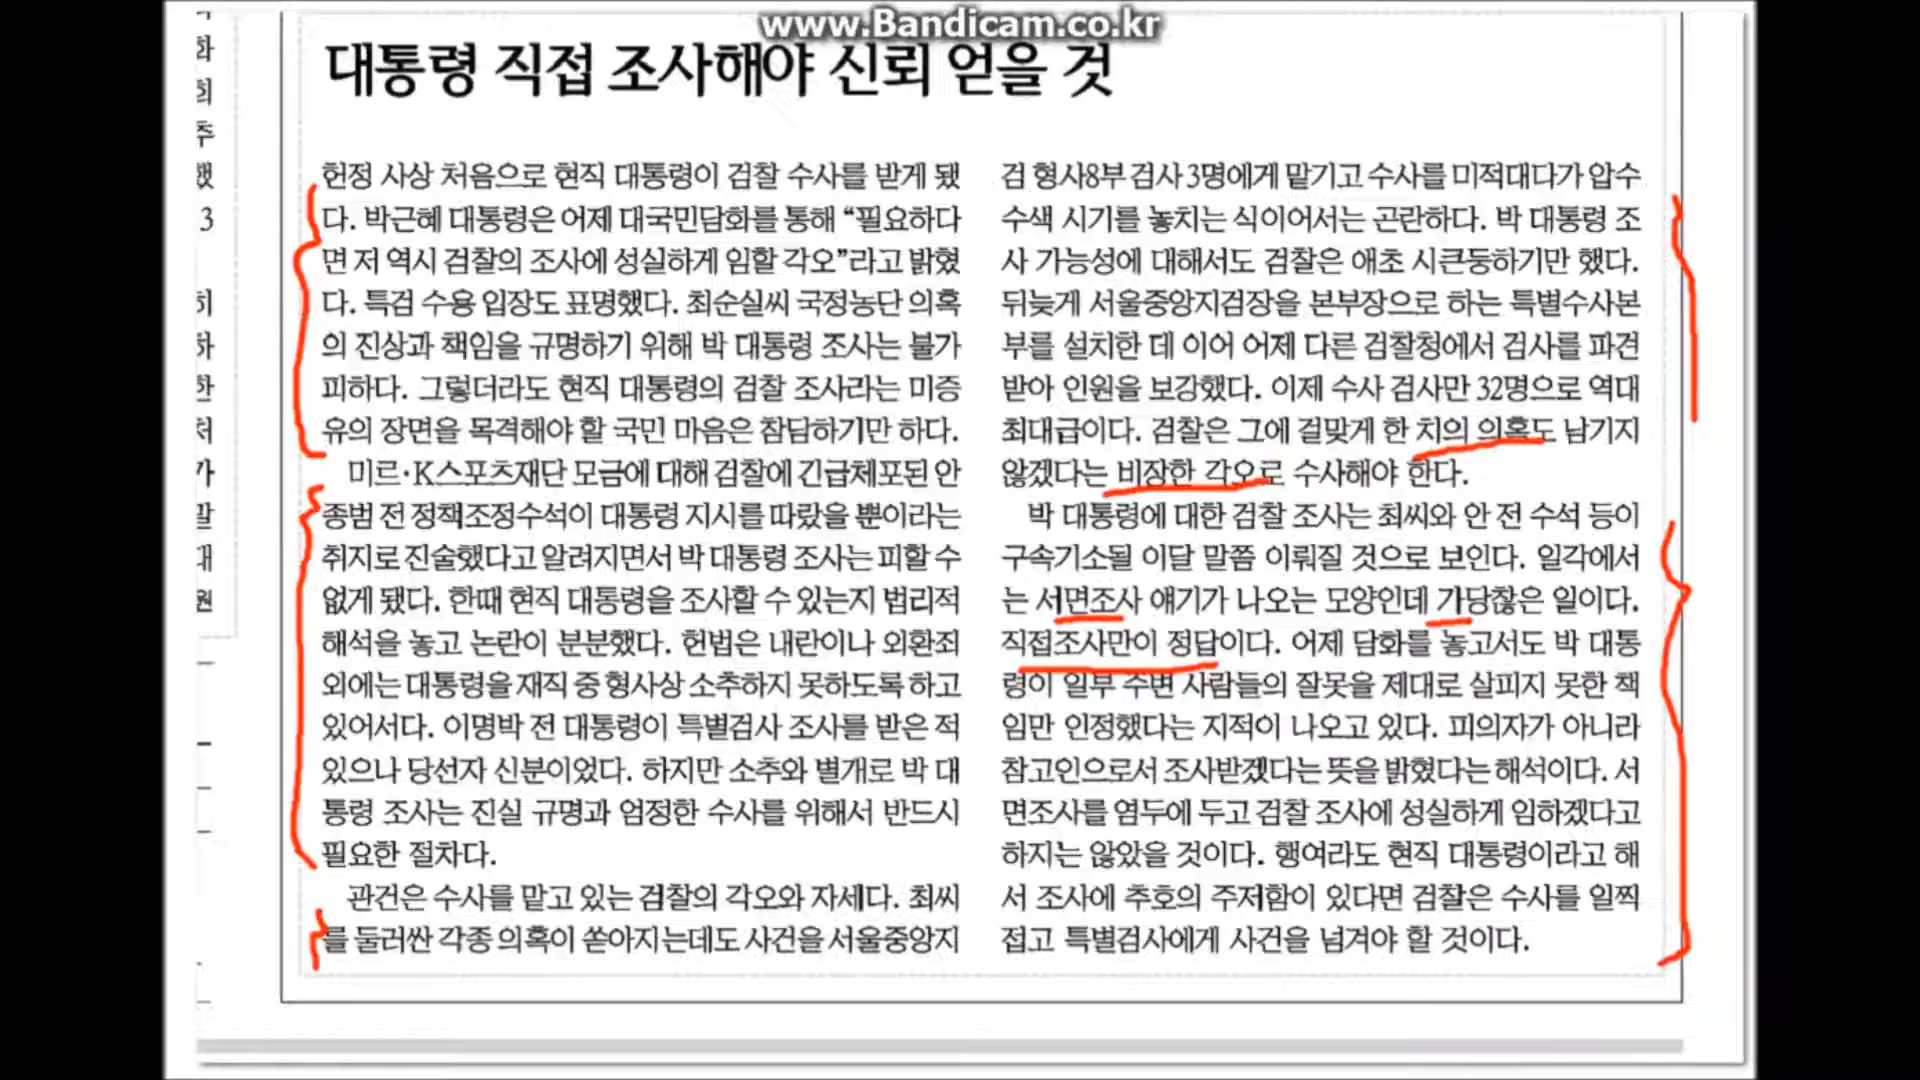 www.Bandicam.co.kr
대통령 직접 조사해야 신뢰 얻을 것
헌정 사상 처음으로 현직 대통령이 검찰 수사를 받게 됐
다. 박근혜 대통령은 어제 대국민담화를 통해 “필요하다
면 저 역시 검찰의 조사에 성실하게 임할 각오”라고 밝혔
다. 특검 수용 입장도 표명했다. 최순실씨 국정농단 의혹
의 진상과 책임을 규명하기 위해 박 대통령 조사는 불가
피하다. 그렇더라도 현직 대통령의 검찰 조사라는 미증
유의 장면을 목격해야 할 국민 마음은 참담하기만 하다.
미르·K스포츠재단 모금에 대해 검찰에 긴급체포된 안
종범 전 정책조정수석이 대통령 지시를 따랐을 뿐이라는
취지로 진술했다고 알려지면서 박 대통령 조사는 피할 수
없게 됐다. 한때 현직 대통령을 조사할 수 있는지 법리적
해석을 놓고 논란이 분분했다. 헌법은 내란이나 외환죄
외에는 대통령을 재직 중 형사상 소추하지 못하도록 하고
있어서다. 이명박 전 대통령이 특별검사 조사를 받은 적
있으나 당선자 신분이었다. 하지만 소추와 별개로 박 대
통령 조사는 진실 규명과 엄정한 수사를 위해서 반드시
필요한 절차다.
관건은 수사를 맡고 있는 검찰의 각오와 자세다. 최씨
를 둘러싼 각종 의혹이 쏟아지는데도 사건을 서울중앙지
검 형사8부 검사 3명에게 맡기고 수사를 미적대다가 압수
수색 시기를 놓치는 식이어서는 곤란하다. 박 대통령 조
사 가능성에 대해서도 검찰은 애초 시큰둥하기만 했다.
뒤늦게 서울중앙지검장을 본부장으로 하는 특별수사본
부를 설치한 데 이어 어제 다른 검찰청에서 검사를 파견
받아 인원을 보강했다. 이제 수사 검사만 32명으로 역대
최대급이다. 검찰은 그에 걸맞게 한 치의 의혹도 남기지
않겠다는 비장한 각오로 수사해야 한다.
박 대통령에 대한 검찰 조사는 최씨와 안 전 수석 등이
구속기소될 이달 말쯤 이뤄질 것으로 보인다. 일각에서
는 서면조사 얘기가 나오는 모양인데 가당찮은 일이다.
직접조사만이 정답이다. 어제 담화를 놓고서도 박 대통
령이 일부 주변 사람들의 잘못을 제대로 살피지 못한 책
임만 인정했다는 지적이 나오고 있다. 피의자가 아니라
참고인으로서 조사받겠다는 뜻을 밝혔다는 해석이다. 서
면조사를 염두에 두고 검찰 조사에 성실하게 임하겠다고
하지는 않았을 것이다. 행여라도 현직 대통령이라고 해
서 조사에 추호의 주저함이 있다면 검찰은 수사를 일찍
접고 특별검사에게 사건을 넘겨야 할 것이다.